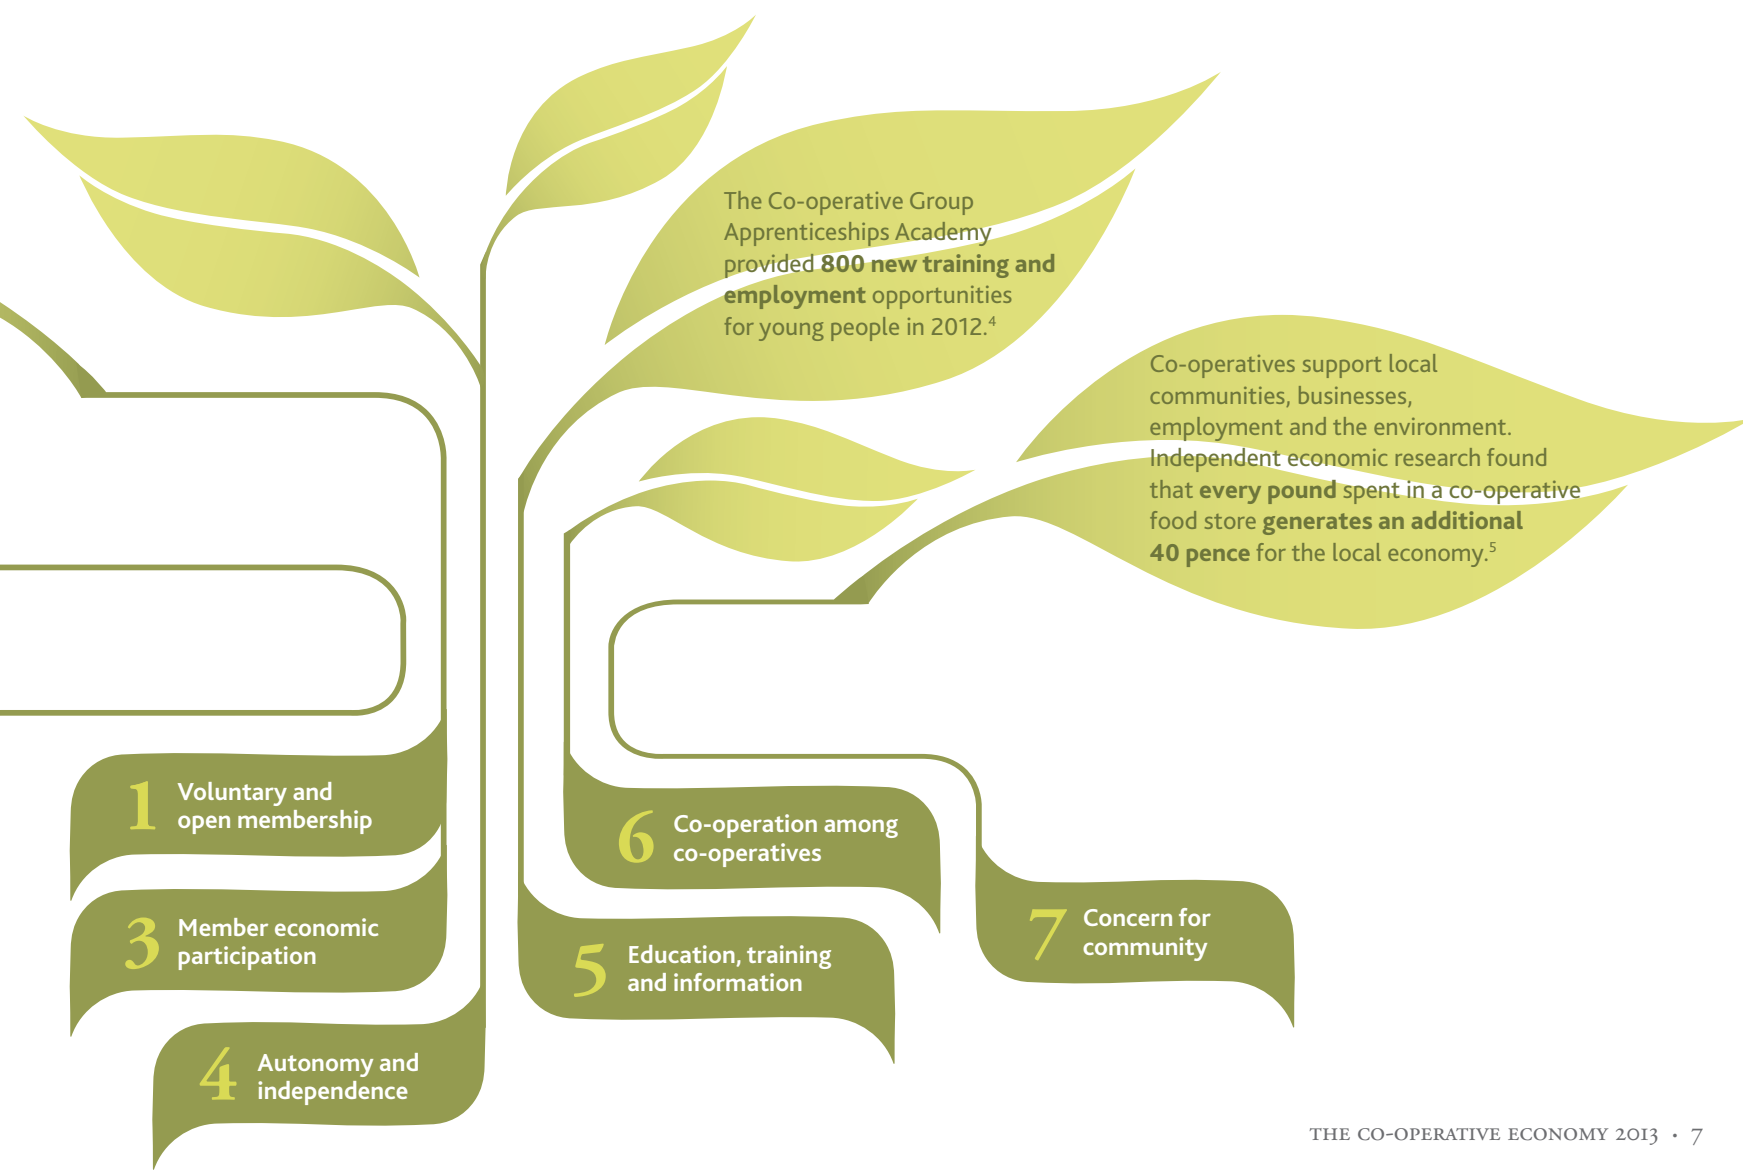 The Co-operative Group
Apprenticeships Academy
provided 800 new training and
employment opportunities
for young people in 2012.4
Co-operatives support local
communities, businesses,
employment and the environment.
Independent economic research found
that every pound spent in a co-operative
food store generates an additional
40 pence for the local economy.5
1 Voluntary and
open membership
3 Member economic
participation
4 Autonomy and
independence
6 Co-operation among
co-operatives
5 Education, training
and information
7 Concern for
community
THE CO-OPERATIVE ECONOMY 2013 · 7